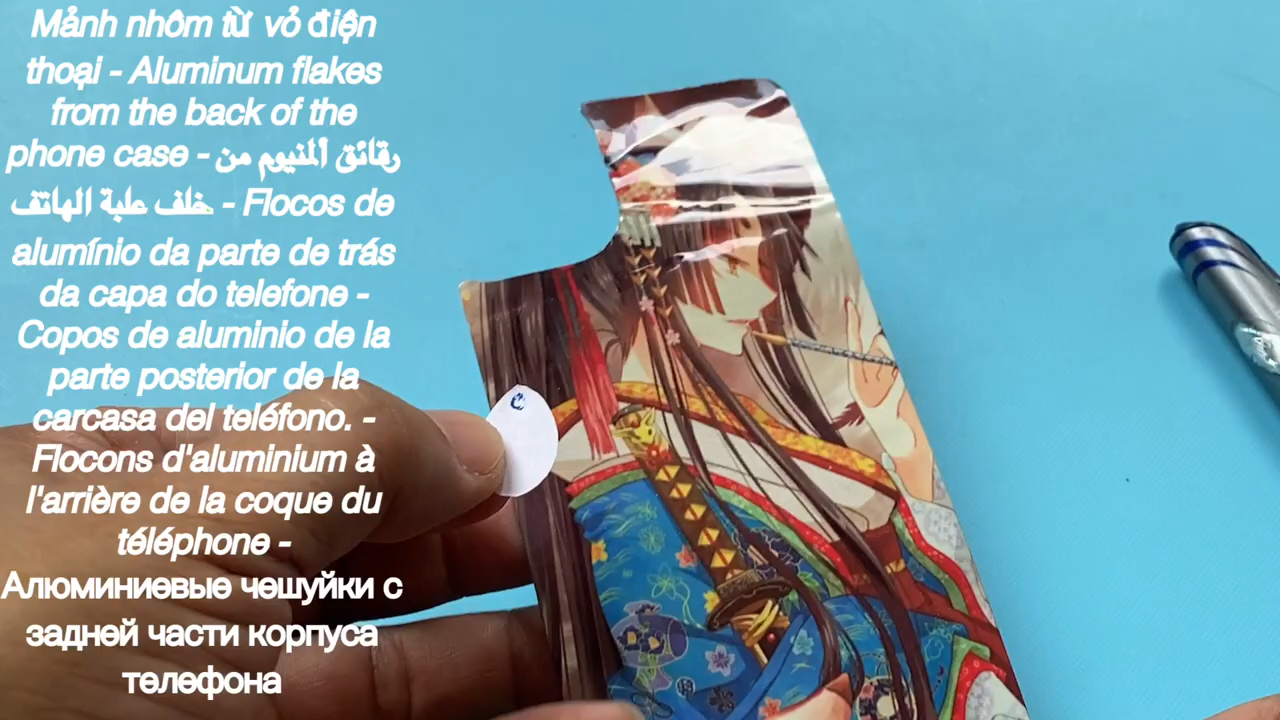 Mảnh nhôm từ vỏ điện
thoại - Aluminum flakes
from the back of the
phone case - رقائق ألمنيوم من
خلف علبة الهاتف - Flocos de
alumínio da parte de trás
da capa do telefone -
Copos de aluminio de la
parte posterior de la
carcasa del teléfono. -
Flocons d'aluminium à
l'arrière de la coque du
téléphone -
Алюминиевые чешуйки с
задней части корпуса
телефона